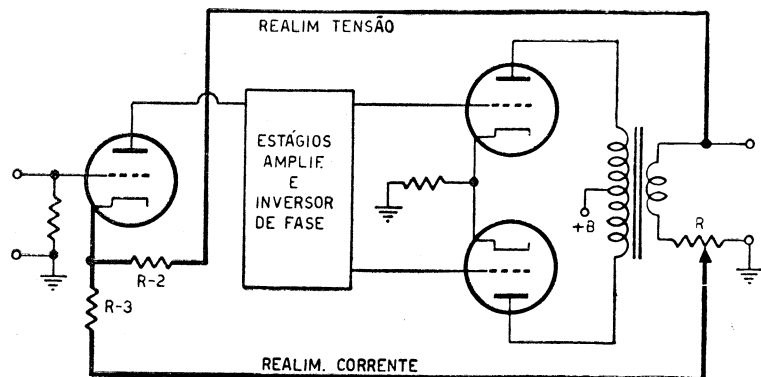 REALIM TENSÃO
ESTÁGIOS
AMPLIF.
E
INVERSOR
DE FASE
+B
R
R-2
R-3
REALIM. CORRENTE